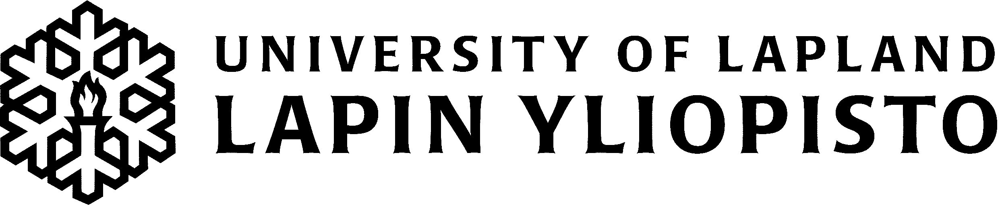 UNIVERSITY OF LAPLAND
LAPIN YLIOPISTO